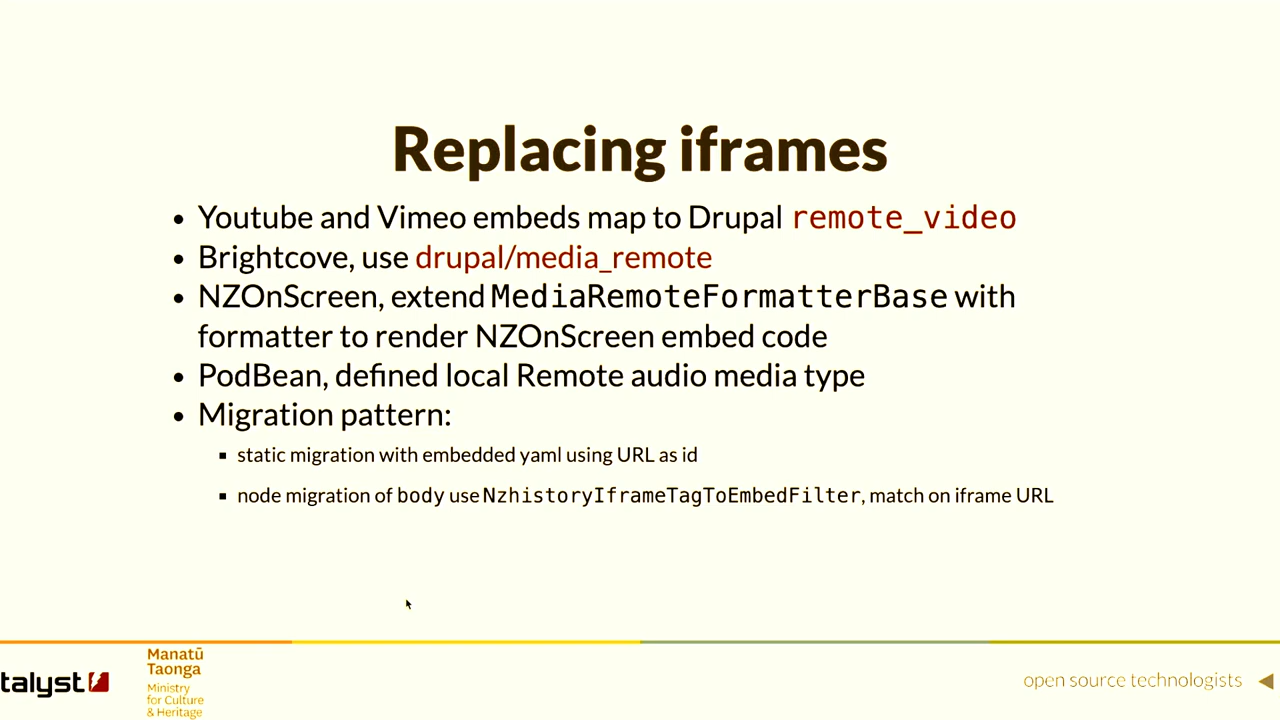 Replacing iframes
• Youtube and Vimeo embeds map to Drupal remote_video
• Brightcove, use drupal/media_remote
• NZOnScreen, extend MediaRemoteFormatterBase with
formatter to render NZOnScreen embed code
• PodBean, defined local Remote audio media type
• Migration pattern:
▪ static migration with embedded yaml using URL as id
▪ node migration of body use NzhistoryIframeTagToEmbedFilter, match on iframe URL
talyst
Manatū
Taonga
Ministry
for Culture
& Heritage
open source technologists